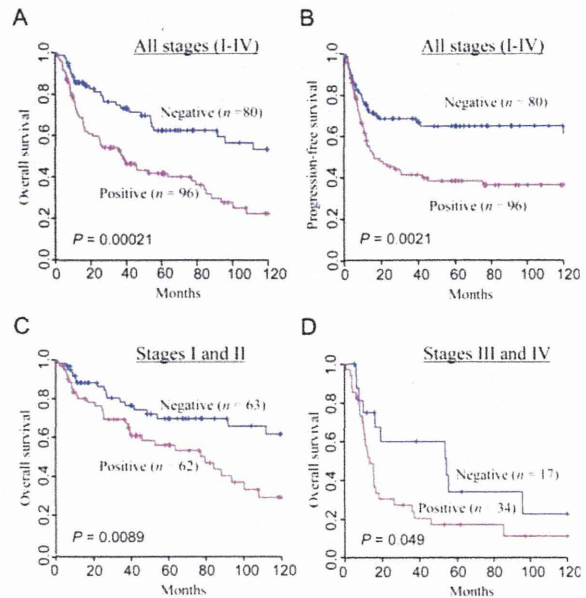 A
All stages (I-IV)
Overall survival
1.0
0.8
0.6
0.4
0.2
0.0
Negative (n = 80)
Positive (n = 96)
P = 0.00021
0 20 40 60 80 100 120
Months
B
All stages (I-IV)
Progression-free survival
1.0
0.8
0.6
0.4
0.2
0.0
Negative (n = 80)
Positive (n = 96)
P = 0.0021
0 20 40 60 80 100 120
Months
C
Stages I and II
Overall survival
1.0
0.8
0.6
0.4
0.2
0.0
Negative (n = 63)
Positive (n = 62)
P = 0.0089
0 20 40 60 80 100 120
Months
D
Stages III and IV
Overall survival
1.0
0.8
0.6
0.4
0.2
0.0
Negative (n = 17)
Positive (n = 34)
P = 0.049
0 20 40 60 80 100 120
Months